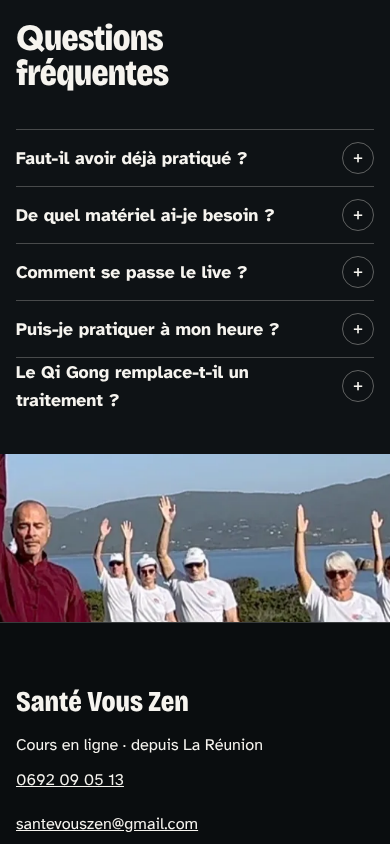 Questions
fréquentes
Faut-il avoir déjà pratiqué ?
+
De quel matériel ai-je besoin ?
+
Comment se passe le live ?
+
Puis-je pratiquer à mon heure ?
+
Le Qi Gong remplace-t-il un
traitement ?
+
Santé Vous Zen
Cours en ligne · depuis La Réunion
0692 09 05 13
santevouszen@gmail.com